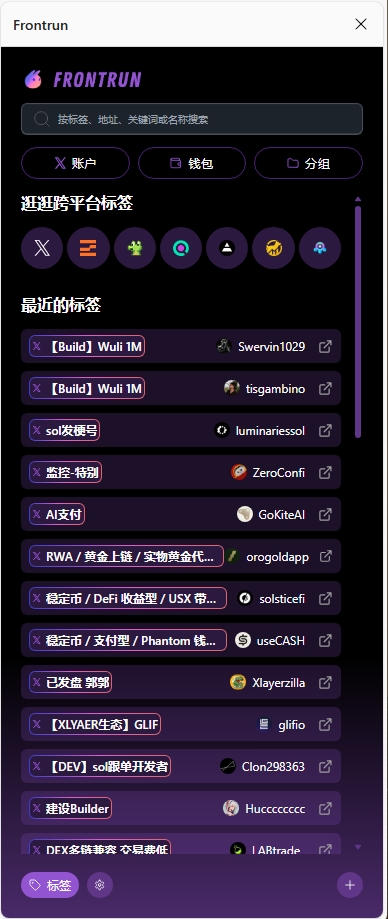 Frontrun
FRONTRUN
按标签、地址、关键词或名称搜索
账户
钱包
分组
逛逛跨平台标签
最近的标签
【Build】Wuli 1M
Swervin1029
【Build】Wuli 1M
tisgambino
sol发梗号
luminariessol
监控-特别
ZeroConfi
AI支付
GoKiteAI
RWA / 黄金上链 / 实物黄金代...
orogoldapp
稳定币 / DeFi 收益型 / USX 带...
solsticefi
稳定币 / 支付型 / Phantom 钱...
useCASH
已发盘 郭郭
Xlayerzilla
【XLYAER生态】GLIF
glifio
【DEV】sol跟单开发者
Clon298363
建设Builder
Huccccccccc
DEX多链兼容 交易费低
LABtrade_
标签